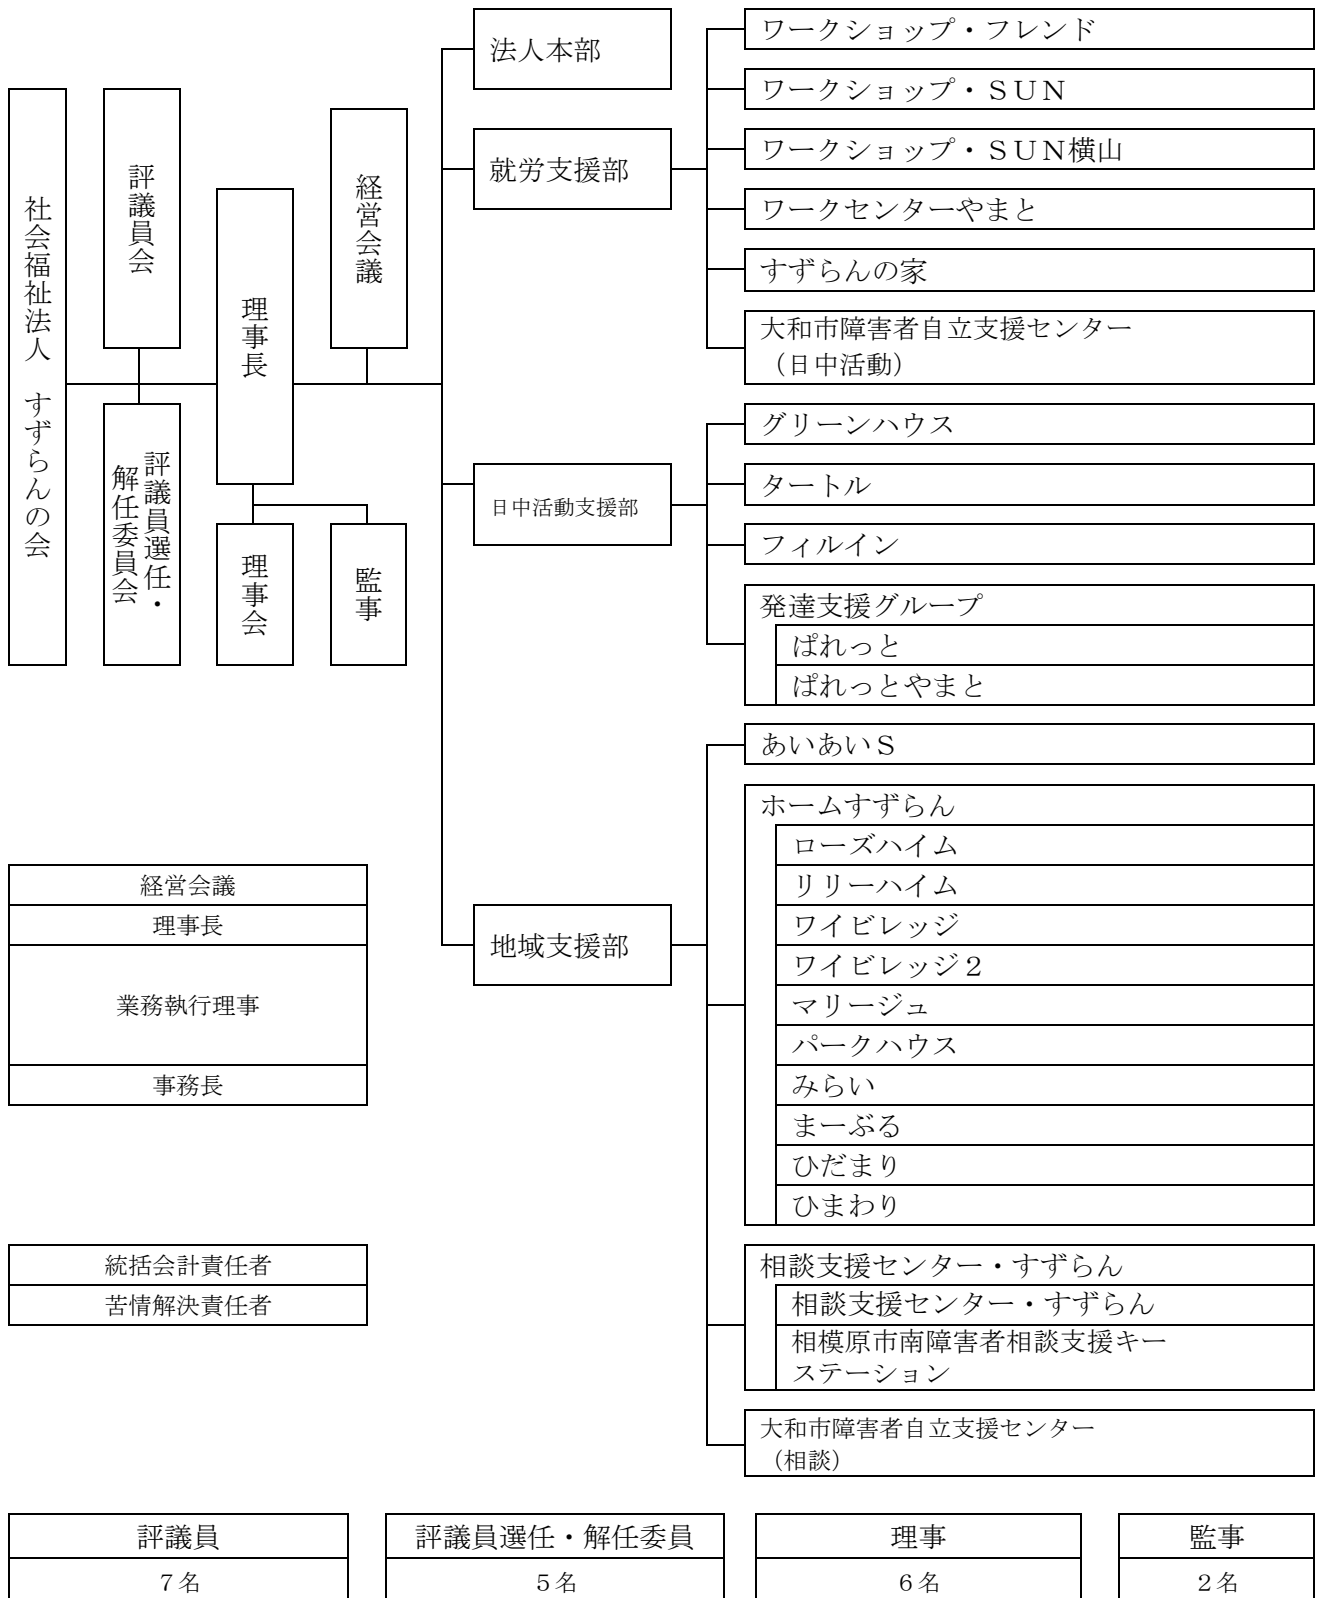 社会福祉法人　すずらんの会
評議員会
評議員選任・
解任委員会
理事長
理事会
経営会議
監事
法人本部
就労支援部
ワークショップ・フレンド
ワークショップ・ＳＵＮ
ワークショップ・ＳＵＮ横山
ワークセンターやまと
すずらんの家
大和市障害者自立支援センター
（日中活動）
日中活動支援部
グリーンハウス
タートル
フィルイン
発達支援グループ
ぱれっと
ぱれっとやまと
地域支援部
あいあいＳ
ホームすずらん
ローズハイム
リリーハイム
ワイビレッジ
ワイビレッジ２
マリージュ
パークハウス
みらい
まーぶる
ひだまり
ひまわり
相談支援センター・すずらん
相談支援センター・すずらん
相模原市南障害者相談支援キー
ステーション
大和市障害者自立支援センター
（相談）
経営会議
理事長
業務執行理事
事務長
統括会計責任者
苦情解決責任者
評議員
７名
評議員選任・解任委員
５名
理事
６名
監事
２名